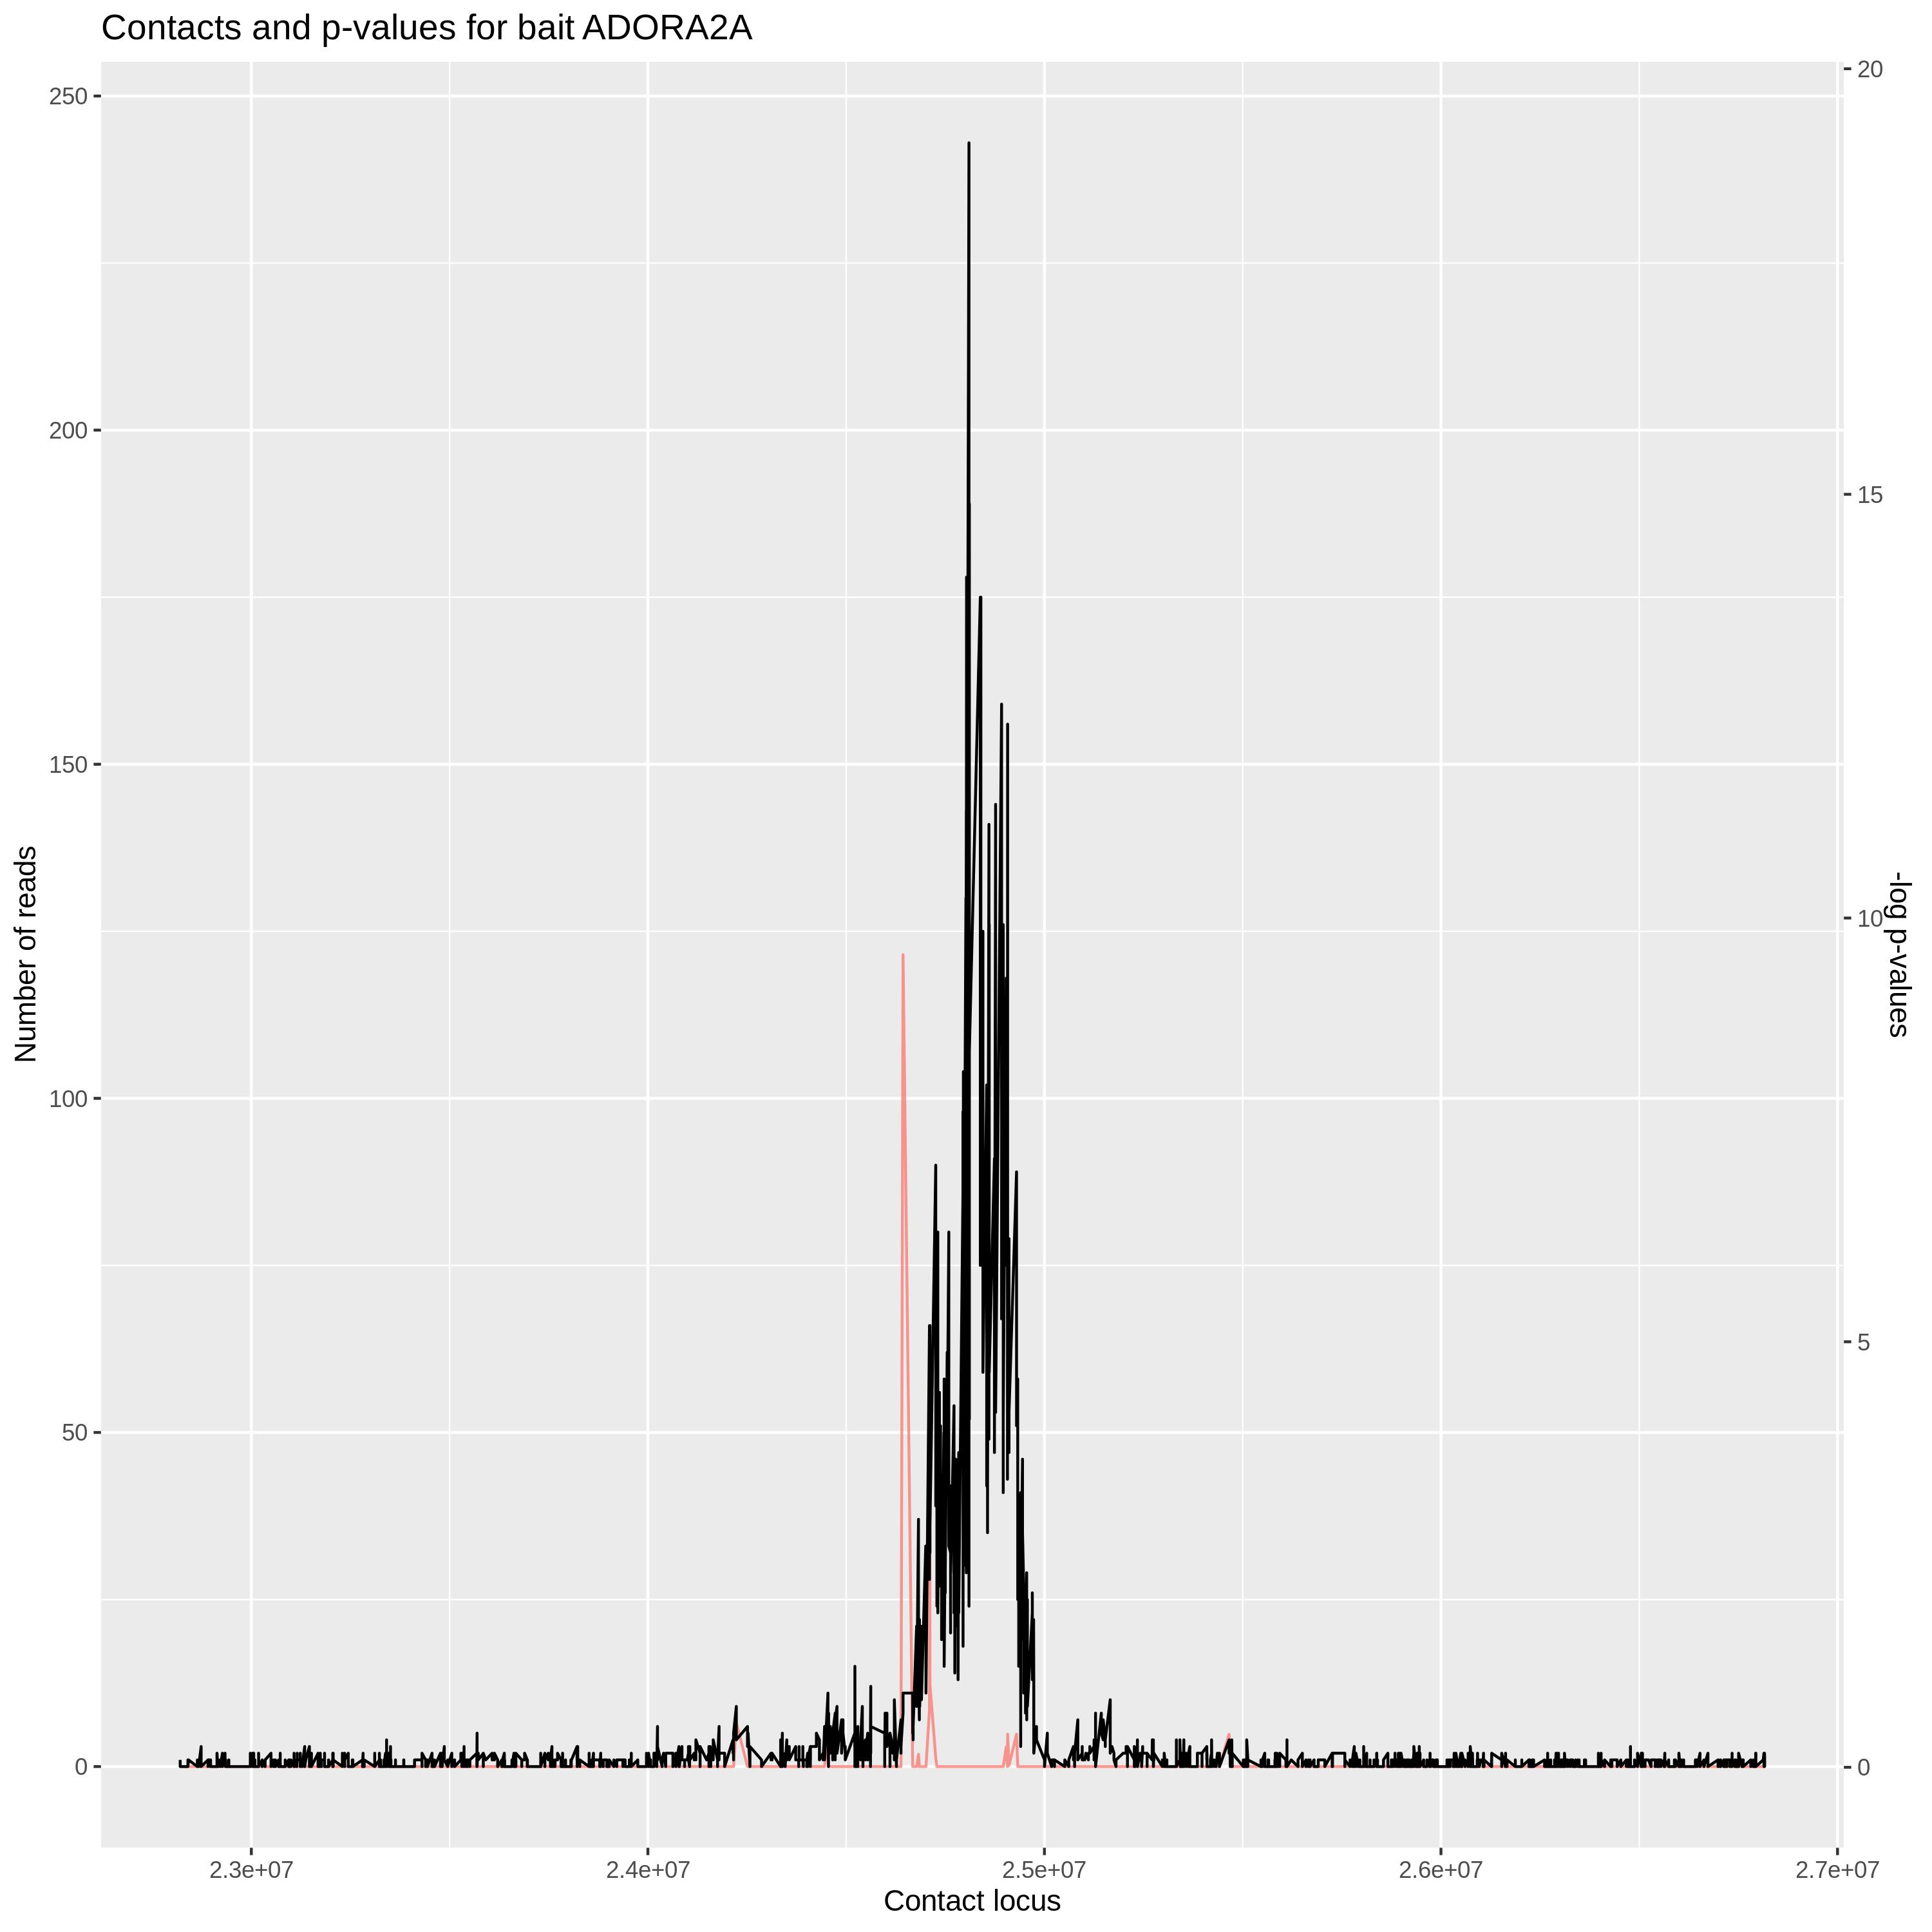 Contacts and p-values for bait ADORA2A
250
200
150
100
50
0
Number of reads
20
15
10
5
0
-log p-values
2.3e+07
2.4e+07
2.5e+07
2.6e+07
2.7e+07
Contact locus